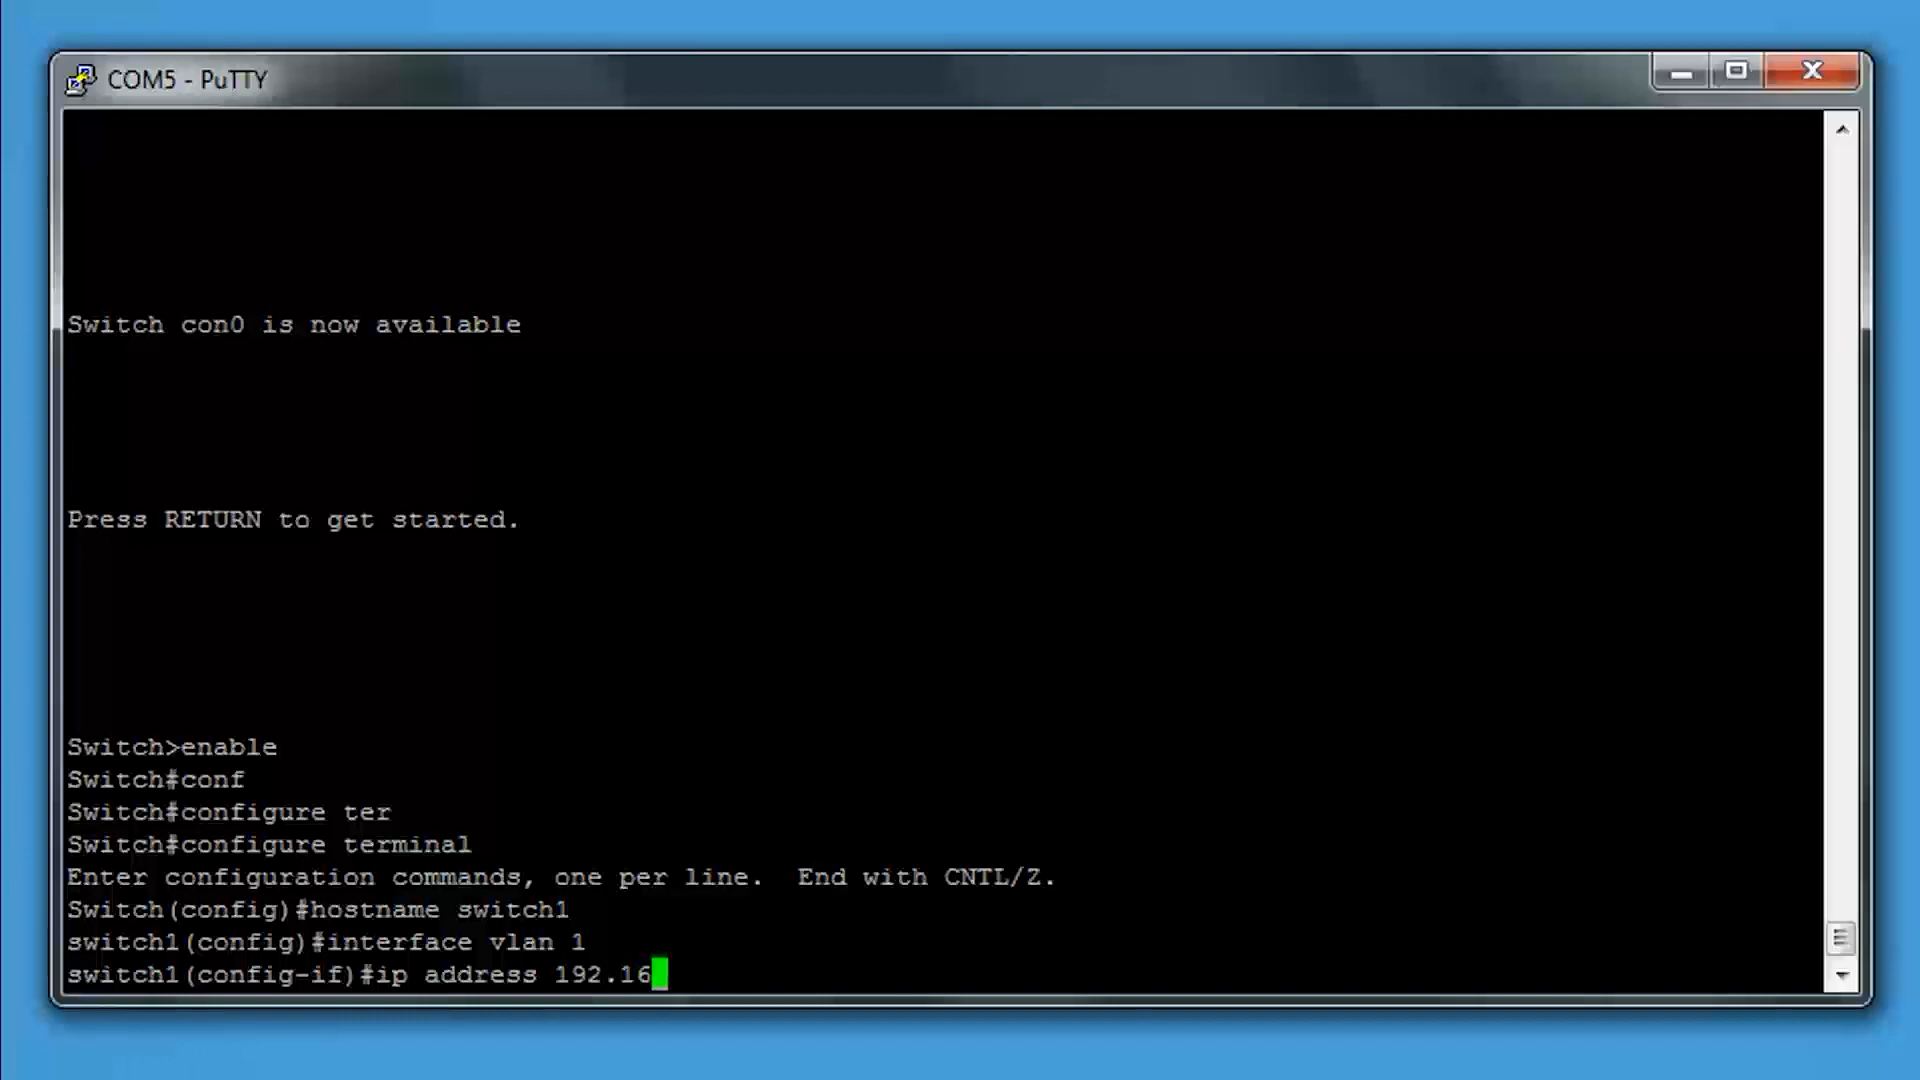 COM5 - PuTTY
Switch con0 is now available
Press RETURN to get started.
Switch>enable
Switch#conf
Switch#configure ter
Switch#configure terminal
Enter configuration commands, one per line.  End with CNTL/Z.
Switch(config)#hostname switch1
switch1(config)#interface vlan 1
switch1(config-if)#ip address 192.16